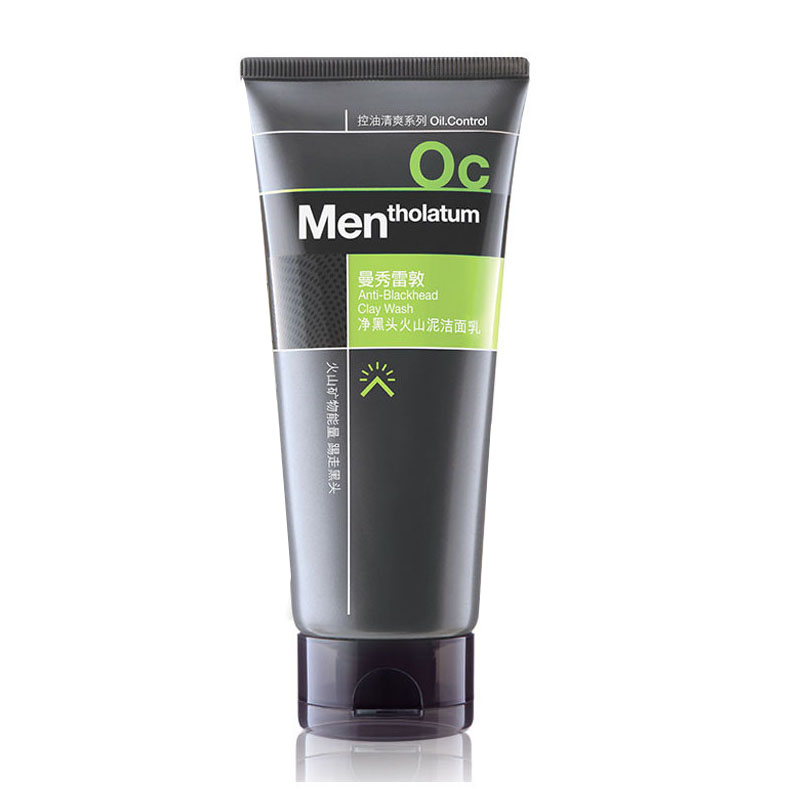 控油清爽系列 Oil.Control
Oc
Mentholatum
曼秀雷敦
Anti-Blackhead
Clay Wash
净黑头火山泥洁面乳
火山矿物能量 踢走黑头